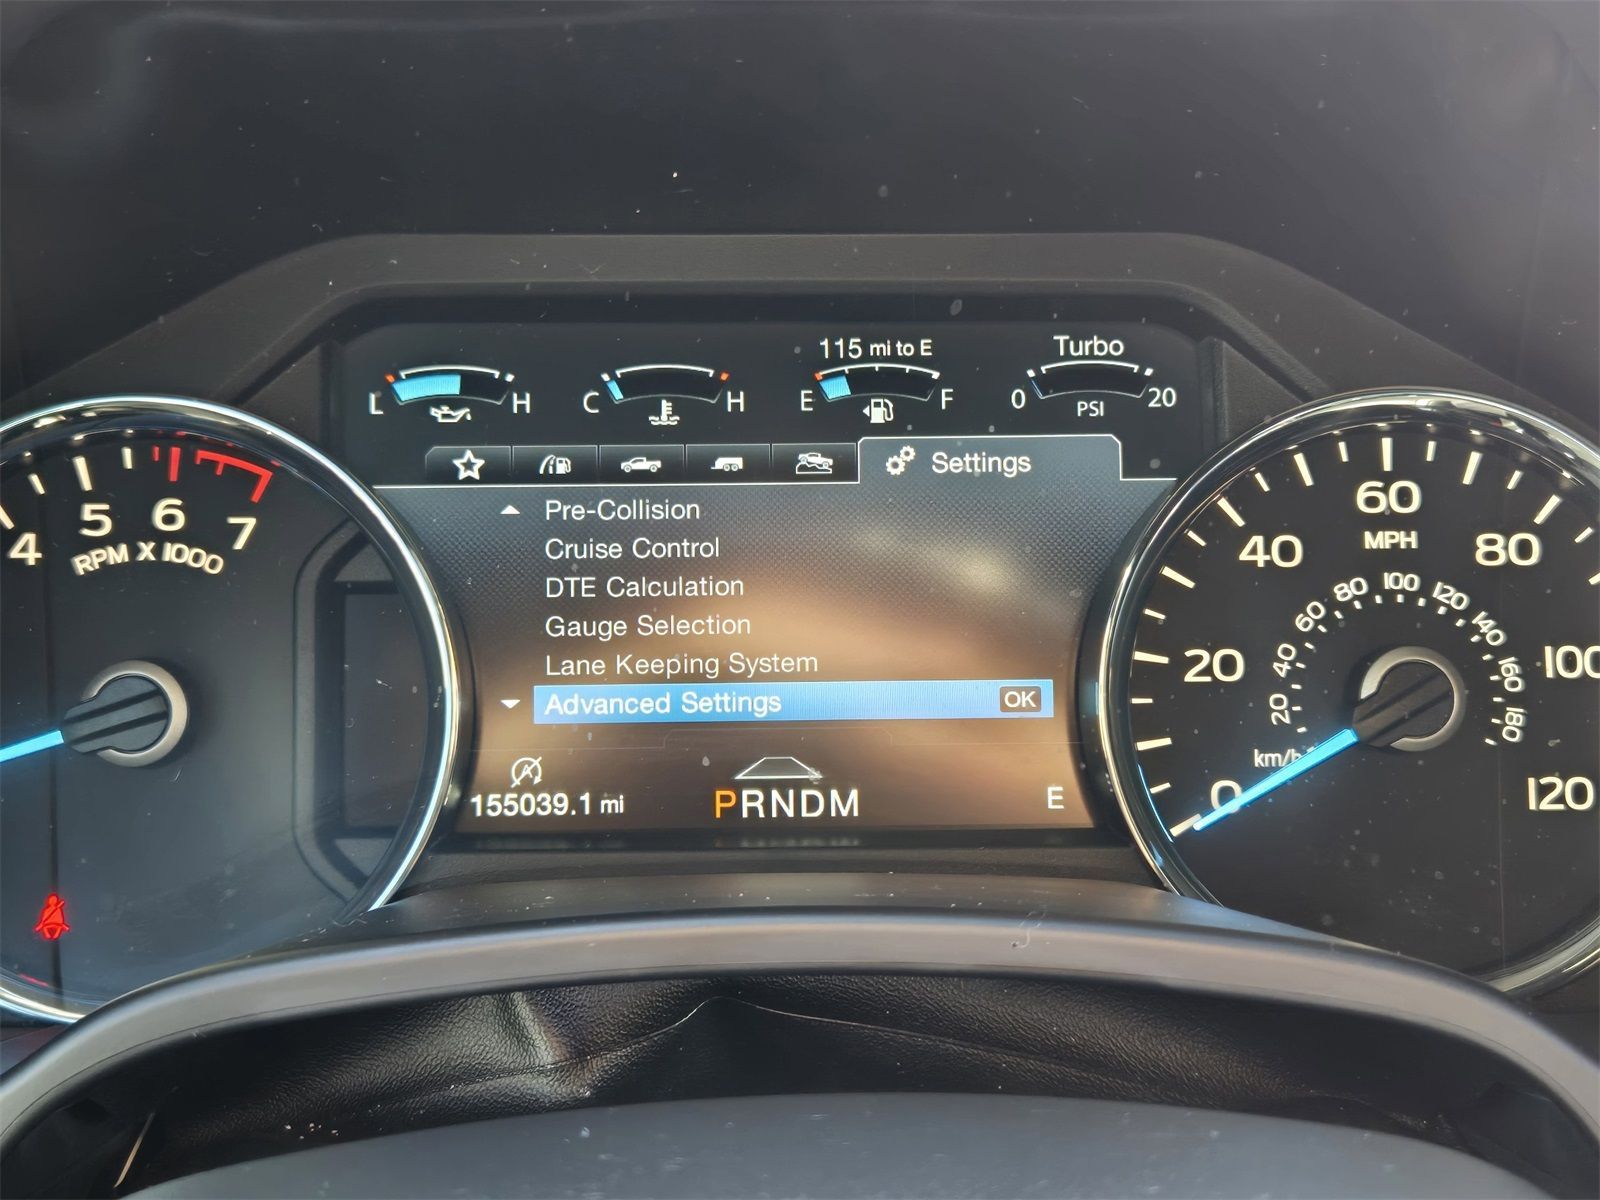 115 mi to E
Turbo
L H
C H
E F
0 20
PSI
Settings
Pre-Collision
Cruise Control
DTE Calculation
Gauge Selection
Lane Keeping System
Advanced Settings OK
155039.1 mi
PRNDM
E
4 5 6 7
RPM X 1000
0 20 40 60 80 100 120
MPH
20 40 60 80 100 120 140 160 180
km/h